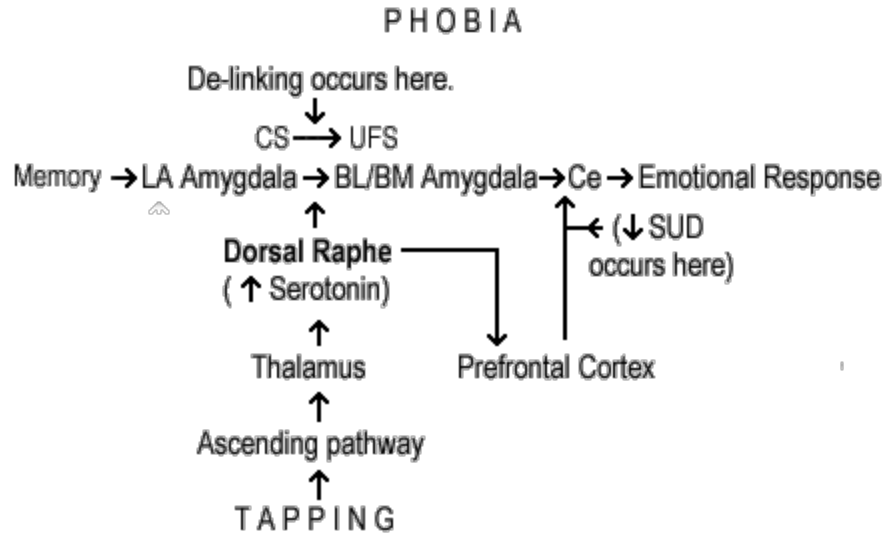 PHOBIA
De-linking occurs here.
CS → UFS
Memory → LA Amygdala → BL/BM Amygdala → Ce → Emotional Response
Dorsal Raphe
( ↑ Serotonin)
(↓ SUD
occurs here)
Thalamus
Prefrontal Cortex
Ascending pathway
TAPPING